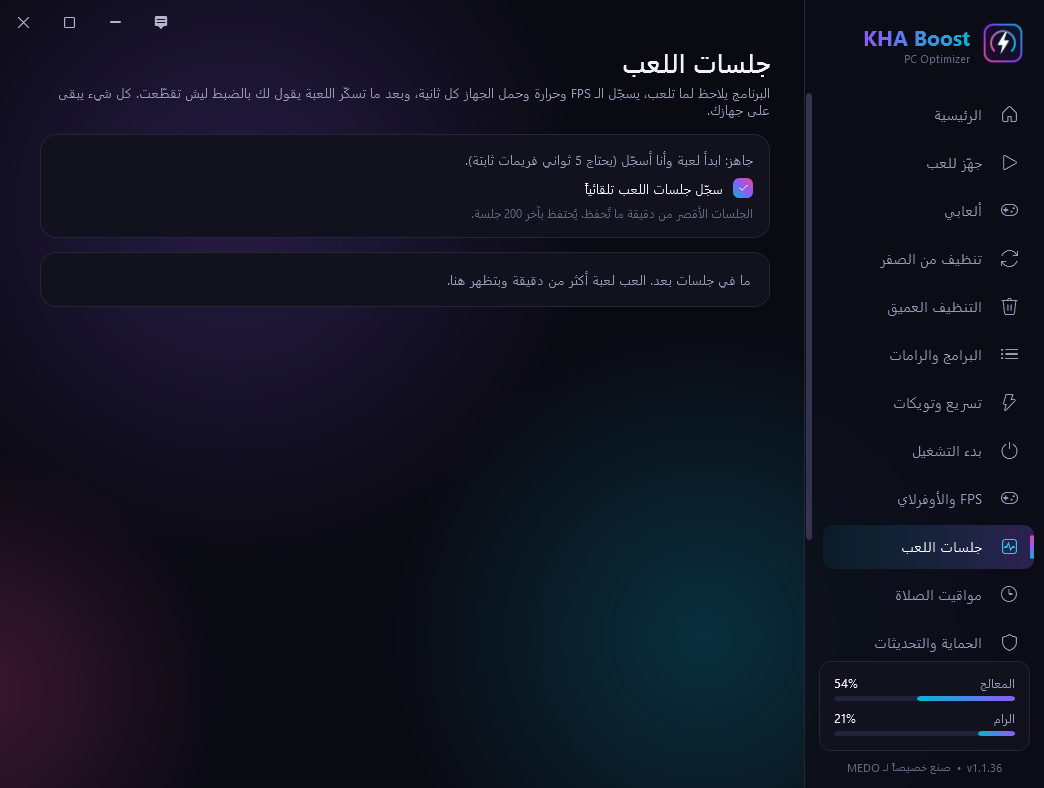 KHA Boost
PC Optimizer
الرئيسية
جهّز للعب
ألعابي
تنظيف من الصفر
التنظيف العميق
البرامج والرامات
تسريع وتويكات
بدء التشغيل
FPS والأوفرلاي
جلسات اللعب
مواقيت الصلاة
الحماية والتحديثات
المعالج 54%
الرام 21%
v1.1.36 • صنع خصيصاً لـ MEDO
جلسات اللعب
البرنامج يلاحظ لما تلعب، يسجّل الـ FPS وحرارة وحمل الجهاز كل ثانية، وبعد ما تسكّر اللعبة يقول لك بالضبط ليش تقطّعت. كل شيء يبقى
على جهازك.
جاهز: ابدأ لعبة وأنا أسجّل (يحتاج 5 ثواني فريمات ثابتة).
سجّل جلسات اللعب تلقائياً
الجلسات الأقصر من دقيقة ما تُحفظ. يُحتفظ بآخر 200 جلسة.
ما في جلسات بعد. العب لعبة أكثر من دقيقة وبتظهر هنا.